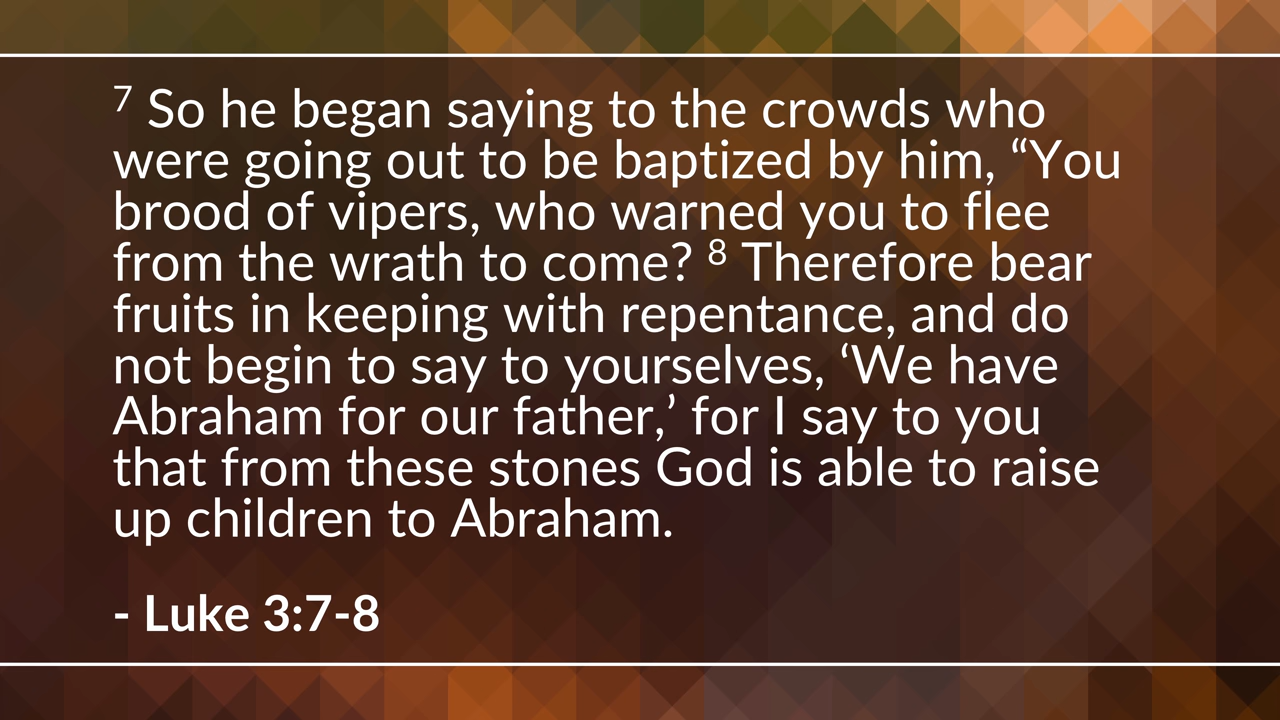 7 So he began saying to the crowds who
were going out to be baptized by him, “You
brood of vipers, who warned you to flee
from the wrath to come? 8 Therefore bear
fruits in keeping with repentance, and do
not begin to say to yourselves, ‘We have
Abraham for our father,’ for I say to you
that from these stones God is able to raise
up children to Abraham.
- Luke 3:7-8